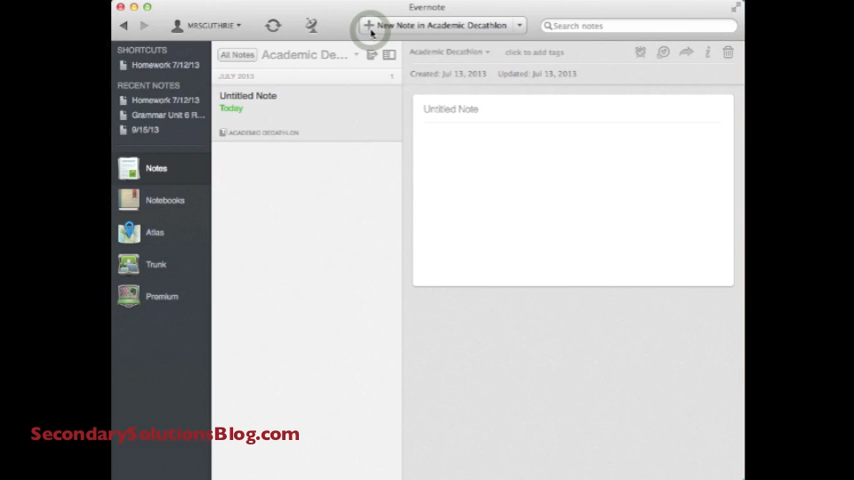 Evernote
MRSGUTHRIE
New Note in Academic Decathlon
Search notes
SHORTCUTS
Homework 7/12/13
RECENT NOTES
Homework 7/12/13
Grammar Unit 6 R...
9/15/13
Notes
Notebooks
Atlas
Trunk
Premium
All Notes
Academic De...
JULY 2013
1
Untitled Note
Today
ACADEMIC DECATHLON
Academic Decathlon
click to add tags
Created: Jul 13, 2013
Updated: Jul 13, 2013
Untitled Note
SecondarySolutionsBlog.com